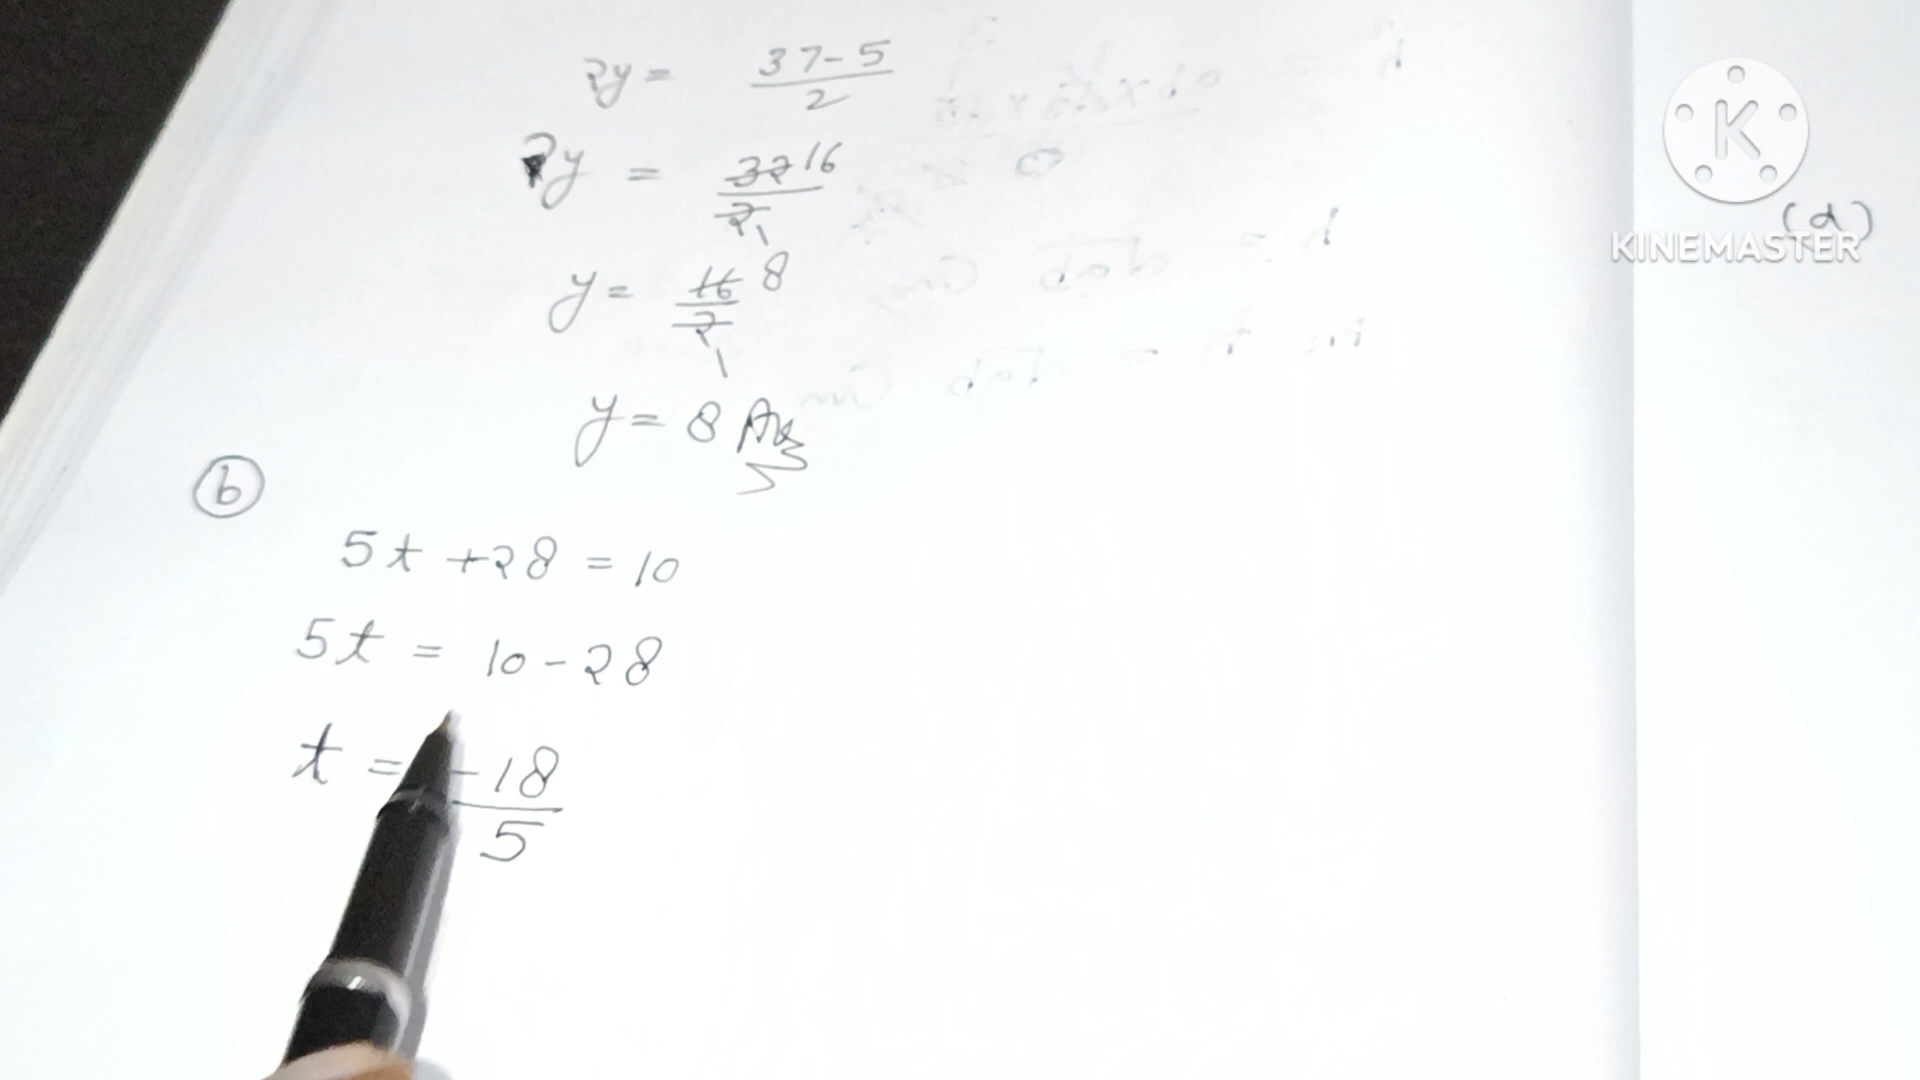 2y = 37-5/2
2y = 32/2 16/1
y = 16/2 8/1
y = 8 Ans
(b)
5t + 28 = 10
5t = 10 - 28
t = -18/5
(d)
K
KINEMASTER